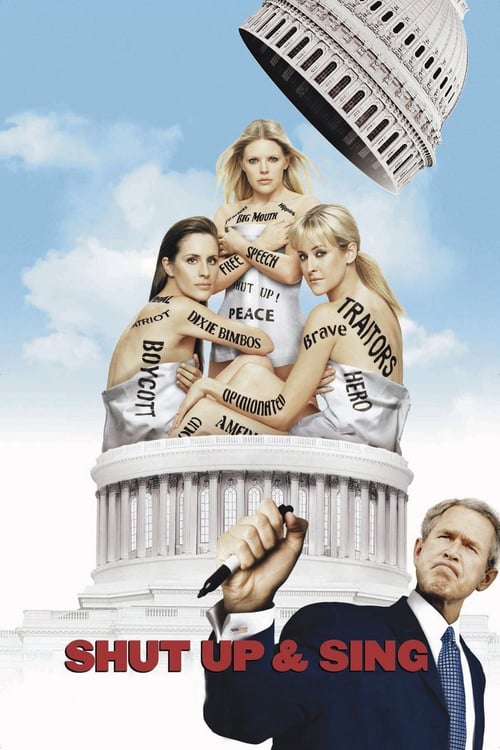 BIG MOUTH
FREE SPEECH
SHUT UP!
PEACE
PATRIOT
DIXIE BIMBOS
BOYCOTT
Brave
TRAITORS
HERO
OPINIONATED
SHUT UP & SING